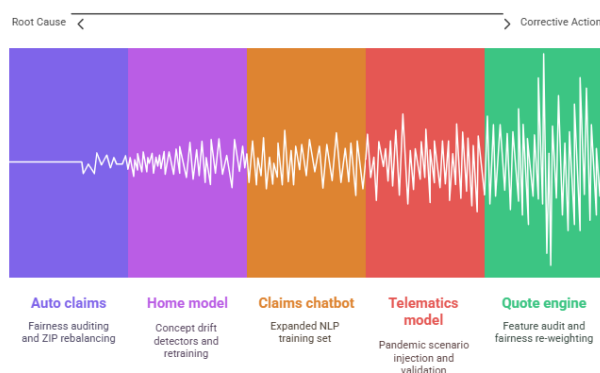 Root Cause
Corrective Action
Auto claims
Fairness auditing
and ZIP rebalancing
Home model
Concept drift
detectors and
retraining
Claims chatbot
Expanded NLP
training set
Telematics
model
Pandemic scenario
injection and
validation
Quote engine
Feature audit and
fairness re-weighting